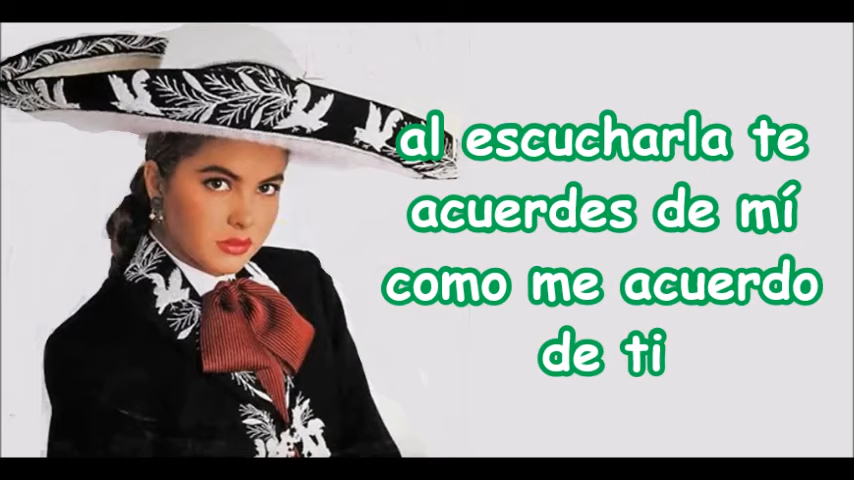 al escucharla te
acuerdes de mí
como me acuerdo
de ti